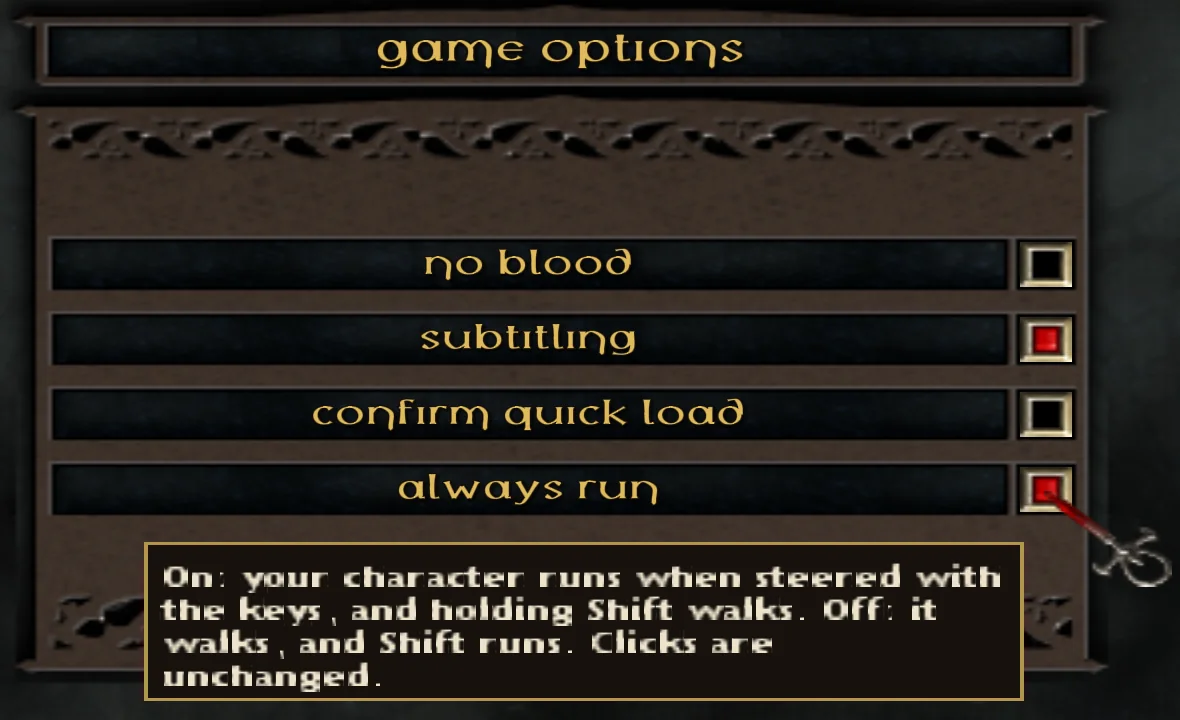 game options
no blood
subtitling
confirm quick load
always run
On: your character runs when steered with
the keys, and holding Shift walks. Off: it
walks, and Shift runs. Clicks are
unchanged.